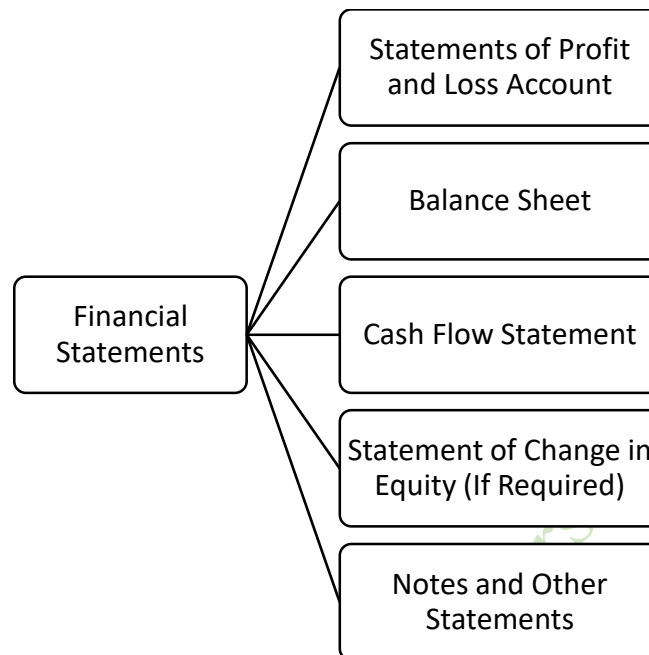 Statements of Profit
and Loss Account
Balance Sheet
Financial
Statements
Cash Flow Statement
Statement of Change in
Equity (If Required)
Notes and Other
Statements